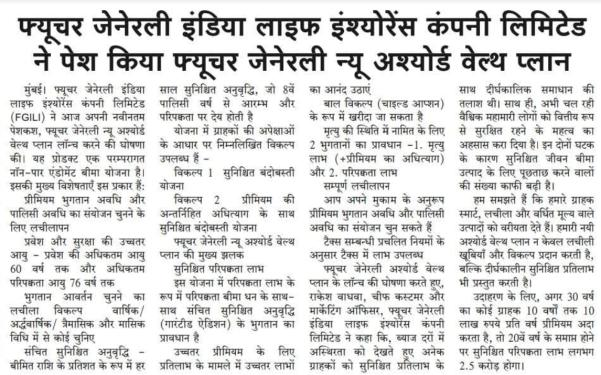 फ्यूचर जेनेरली इंडिया लाइफ इंश्योरेंस कंपनी लिमिटेड
ने पेश किया फ्यूचर जेनेरली न्यू अश्योर्ड वेल्थ प्लान
मुंबई। फ्यूचर जेनेरली इंडिया
लाइफ इंश्योरेंस कंपनी लिमिटेड
(FGILI) ने आज अपनी नवीनतम
पेशकश, फ्यूचर जेनेरली न्यू अश्योर्ड
वेल्थ प्लान लॉन्च करने की घोषणा
की। यह प्रोडक्ट एक परम्परागत
नॉन-पार एंडोमेंट बीमा योजना है।
इसकी मुख्य विशेषताएँ इस प्रकार हैं:
प्रीमियम भुगतान अवधि और
पालिसी अवधि का संयोजन चुनने के
लिए लचीलापन
प्रवेश और सुरक्षा की उच्चतर
आयु - प्रवेश की अधिकतम आयु
60 वर्ष तक और अधिकतम
परिपक्वता आयु 76 वर्ष तक
भुगतान आवर्तन चुनने का
लचीला विकल्प वार्षिक/
अर्द्धवार्षिक/ त्रैमासिक और मासिक
विधि में से कोई चुनिए
संचित सुनिश्चित अनुवृद्धि -
बीमित राशि के प्रतिशत के रूप में हर
साल सुनिश्चित अनुवृद्धि, जो 8वें
पालिसी वर्ष से आरम्भ और
परिपक्वता पर देय होती है
योजना में ग्राहकों की अपेक्षाओं
के आधार पर निम्नलिखित विकल्प
उपलब्ध हैं -
विकल्प 1 सुनिश्चित बंदोबस्ती
योजना
विकल्प 2 प्रीमियम की
अन्तर्निहित अधित्याग के साथ
सुनिश्चित बंदोबस्ती योजना
फ्यूचर जेनेरली न्यू अश्योर्ड वेल्थ
प्लान की मुख्य झलक
सुनिश्चित परिपक्वता लाभ
इस योजना में परिपक्वता लाभ के
रूप में परिपक्वता बीमा धन के साथ-
साथ संचित सुनिश्चित अनुवृद्धि
(गारंटीड ऐडिशन) के भुगतान का
प्रावधान है
उच्चतर प्रीमियम के लिए
प्रतिलाभ के मामले में उच्चतर लाभों
का आनंद उठाएं
बाल विकल्प (चाइल्ड आप्शन)
के रूप में खरीदा जा सकता है
मृत्यु की स्थिति में नामित के लिए
2 भुगतानों का प्रावधान -1. मृत्यु
लाभ (+प्रीमियम का अधित्याग)
और 2. परिपक्वता लाभ
सम्पूर्ण लचीलापन
आप अपने मुकाम के अनुरूप
प्रीमियम भुगतान अवधि और पालिसी
अवधि का संयोजन चुन सकते हैं
टैक्स सम्बन्धी प्रचलित नियमों के
अनुसार टैक्स में लाभ उपलब्ध
फ्यूचर जेनेरली अश्योर्ड वेल्थ
प्लान के लॉन्च की घोषणा करते हुए,
राकेश वाधवा, चीफ कस्टमर और
मार्केटिंग ऑफिसर, फ्यूचर जेनेरली
इंडिया लाइफ इंश्योरेंस कंपनी
लिमिटेड ने कहा कि, ब्याज दरों में
अस्थिरता को देखते हुए अनेक
ग्राहकों को सुनिश्चित प्रतिलाभ के
साथ दीर्घकालिक समाधान की
तलाश थी। साथ ही, अभी चल रही
वैश्विक महामारी लोगों को वित्तीय रूप
से सुरक्षित रहने के महत्व का
अहसास करा दिया है। इन दोनों घटक
के कारण सुनिश्चित जीवन बीमा
उत्पाद के लिए पूछताछ करने वालों
की संख्या काफी बढ़ी है।
हम समझते हैं कि हमारे ग्राहक
स्मार्ट, लचीला और वर्धित मूल्य वाले
उत्पादों को वरीयता देते हैं। हमारी नयी
अश्योर्ड वेल्थ प्लान न केवल लचीली
खूबियाँ और विकल्प प्रदान करती है,
बल्कि दीर्घकालीन सुनिश्चित प्रतिलाभ
भी प्रस्तुत करती है।
उदाहरण के लिए, अगर 30 वर्ष
का कोई ग्राहक 10 वर्षों तक 10
लाख रुपये प्रति वर्ष प्रीमियम अदा
करता है, तो 20वें वर्ष के समाप्त होने
पर सुनिश्चित परिपक्वता लाभ लगभग
2.5 करोड़ होगा।